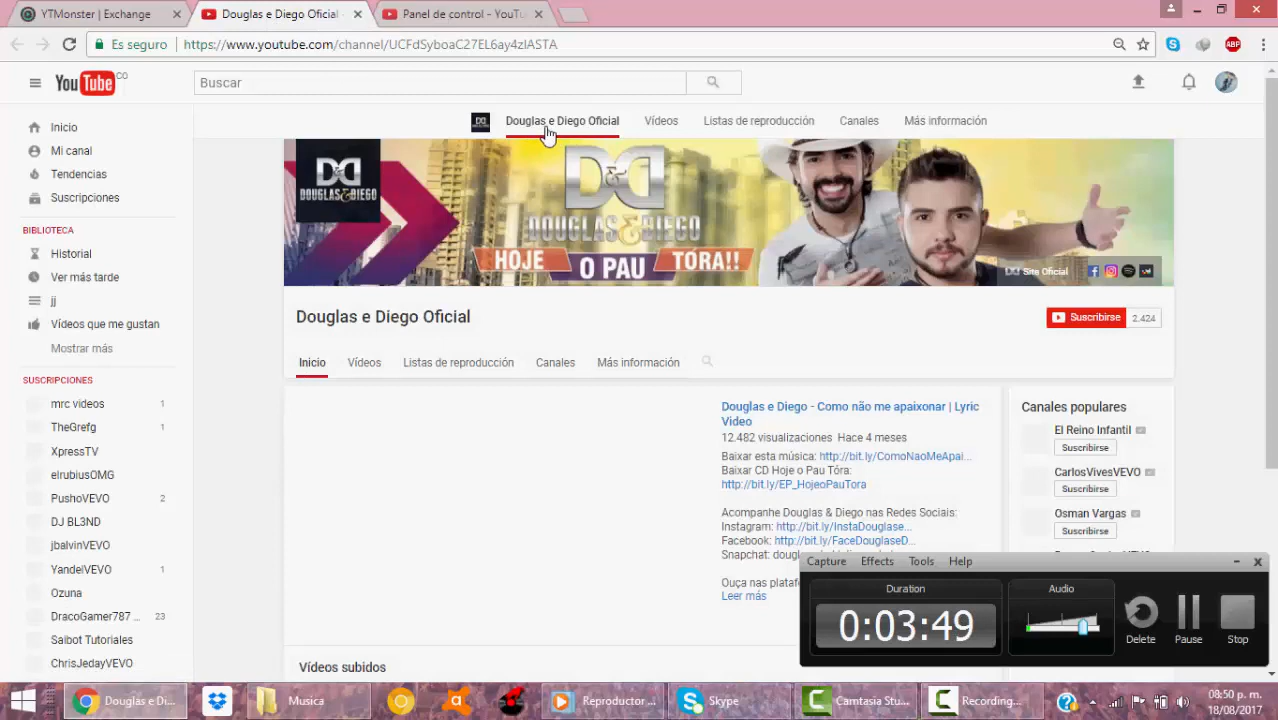 YTMonster | Exchange
Douglas e Diego Oficial -
Panel de control - YouTu
Es seguro
https://www.youtube.com/channel/UCFdSyboaC27EL6ay4zIASTA
ABP
YouTube CO
Buscar
Douglas e Diego Oficial
Vídeos
Listas de reproducción
Canales
Más información
Inicio
Mi canal
Tendencias
Suscripciones
BIBLIOTECA
Historial
Ver más tarde
jj
Vídeos que me gustan
Mostrar más
SUSCRIPCIONES
mrc videos 1
TheGrefg 1
XpressTV
elrubiusOMG
PushoVEVO 2
DJ BL3ND
jbalvinVEVO
YandelVEVO 1
Ozuna
DracoGamer787 ... 23
Saibot Tutoriales
ChrisJedayVEVO
D&D
DOUGLAS&DIEGO
D&D
DOUGLAS&DIEGO
HOJE O PAU TORA!!
Site Oficial
Douglas e Diego Oficial
Suscribirse 2.424
Inicio
Vídeos
Listas de reproducción
Canales
Más información
Douglas e Diego - Como não me apaixonar | Lyric
Video
12.482 visualizaciones Hace 4 meses
Baixar esta música: http://bit.ly/ComoNaoMeApai...
Baixar CD Hoje o Pau Tóra:
http://bit.ly/EP_HojeoPauTora
Acompanhe Douglas & Diego nas Redes Sociais:
Instagram: http://bit.ly/InstaDouglase...
Facebook: http://bit.ly/FaceDouglaseD...
Snapchat:
Ouça nas plataf
Leer más
Vídeos subidos
Canales populares
El Reino Infantil
Suscribirse
CarlosVivesVEVO
Suscribirse
Osman Vargas
Suscribirse
Capture Effects Tools Help
Duration
0:03:49
Audio
Delete
Pause
Stop
Douglas e Di...
Musica
Reproductor ...
Skype
Camtasia Stu...
Recording...
08:50 p. m.
18/08/2017